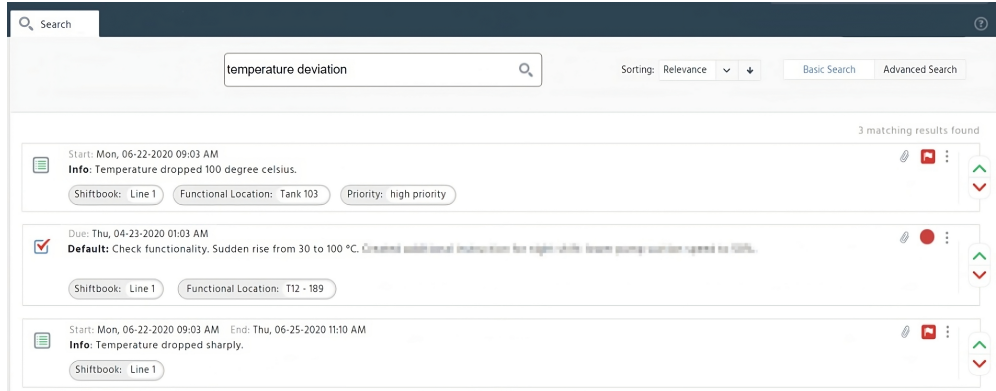 Search
temperature deviation
Sorting: Relevance
Basic Search
Advanced Search
3 matching results found
Start: Mon, 06-22-2020 09:03 AM
Info: Temperature dropped 100 degree celsius.
Shiftbook: Line 1
Functional Location: Tank 103
Priority: high priority
Due: Thu, 04-23-2020 01:03 AM
Default: Check functionality. Sudden rise from 30 to 100 °C.
Shiftbook: Line 1
Functional Location: T12 - 189
Start: Mon, 06-22-2020 09:03 AM End: Thu, 06-25-2020 11:10 AM
Info: Temperature dropped sharply.
Shiftbook: Line 1